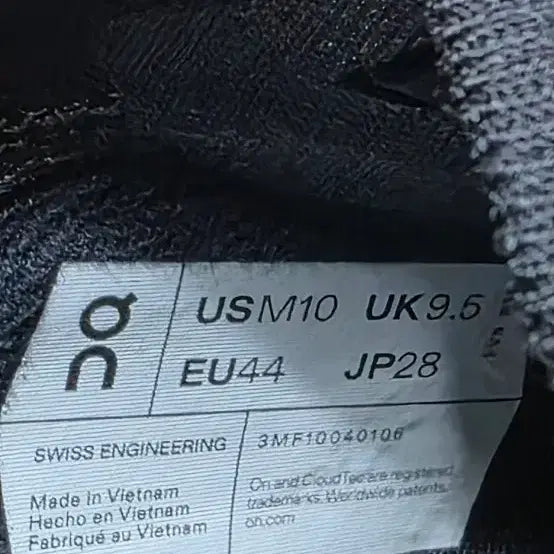 on
USM10 UK9.5
EU44 JP28
SWISS ENGINEERING
3MF10040106
Made in Vietnam
Hecho en Vietnam
Fabriqué au Vietnam
On and CloudTec are registered
trademarks. Worldwide patents.
on.com